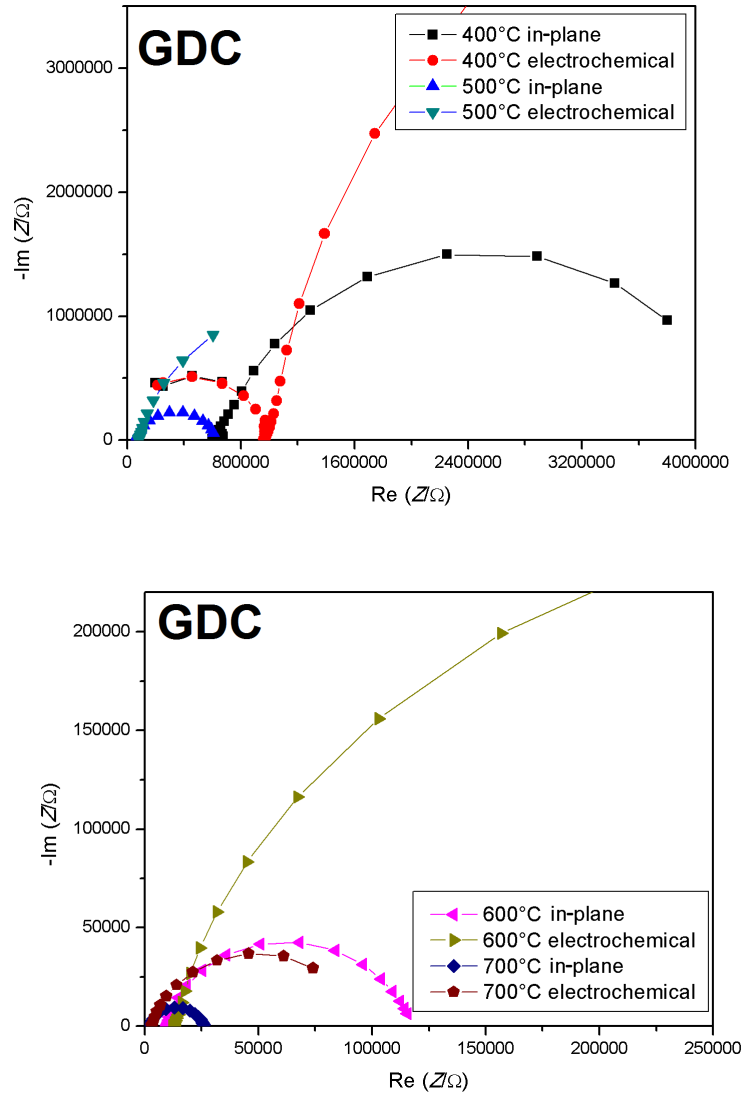 GDC
400°C in-plane
400°C electrochemical
500°C in-plane
500°C electrochemical
3000000
2000000
1000000
0
-Im (Z/Ω)
0 800000 1600000 2400000 3200000 4000000
Re (Z/Ω)
GDC
200000
150000
100000
50000
0
-Im (Z/Ω)
600°C in-plane
600°C electrochemical
700°C in-plane
700°C electrochemical
0 50000 100000 150000 200000 250000
Re (Z/Ω)